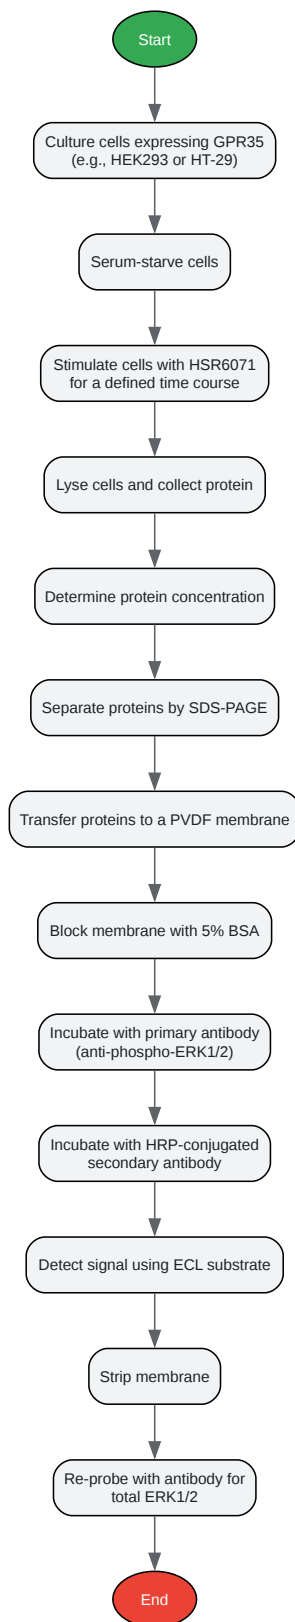 Start
Culture cells expressing GPR35
(e.g., HEK293 or HT-29)
Serum-starve cells
Stimulate cells with HSR6071
for a defined time course
Lyse cells and collect protein
Determine protein concentration
Separate proteins by SDS-PAGE
Transfer proteins to a PVDF membrane
Block membrane with 5% BSA
Incubate with primary antibody
(anti-phospho-ERK1/2)
Incubate with HRP-conjugated
secondary antibody
Detect signal using ECL substrate
Strip membrane
Re-probe with antibody for
total ERK1/2
End